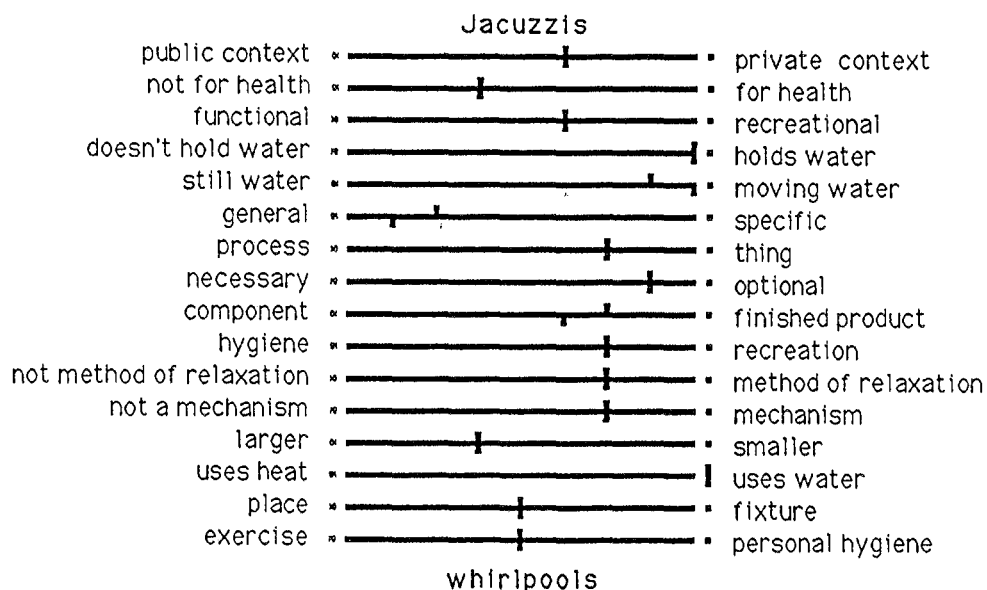 Jacuzzis
public context private context
not for health for health
functional recreational
doesn't hold water holds water
still water moving water
general specific
process thing
necessary optional
component finished product
hygiene recreation
not method of relaxation method of relaxation
not a mechanism mechanism
larger smaller
uses heat uses water
place fixture
exercise personal hygiene
whirlpools